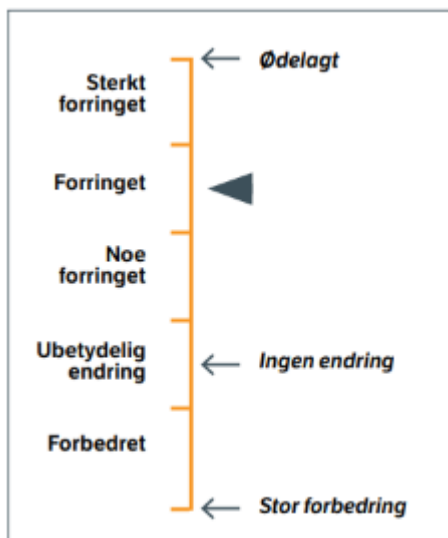 Ødelagt
Sterkt
forringet
Forringet
Noe
forringet
Ubetydelig
endring
Ingen endring
Forbedret
Stor forbedring